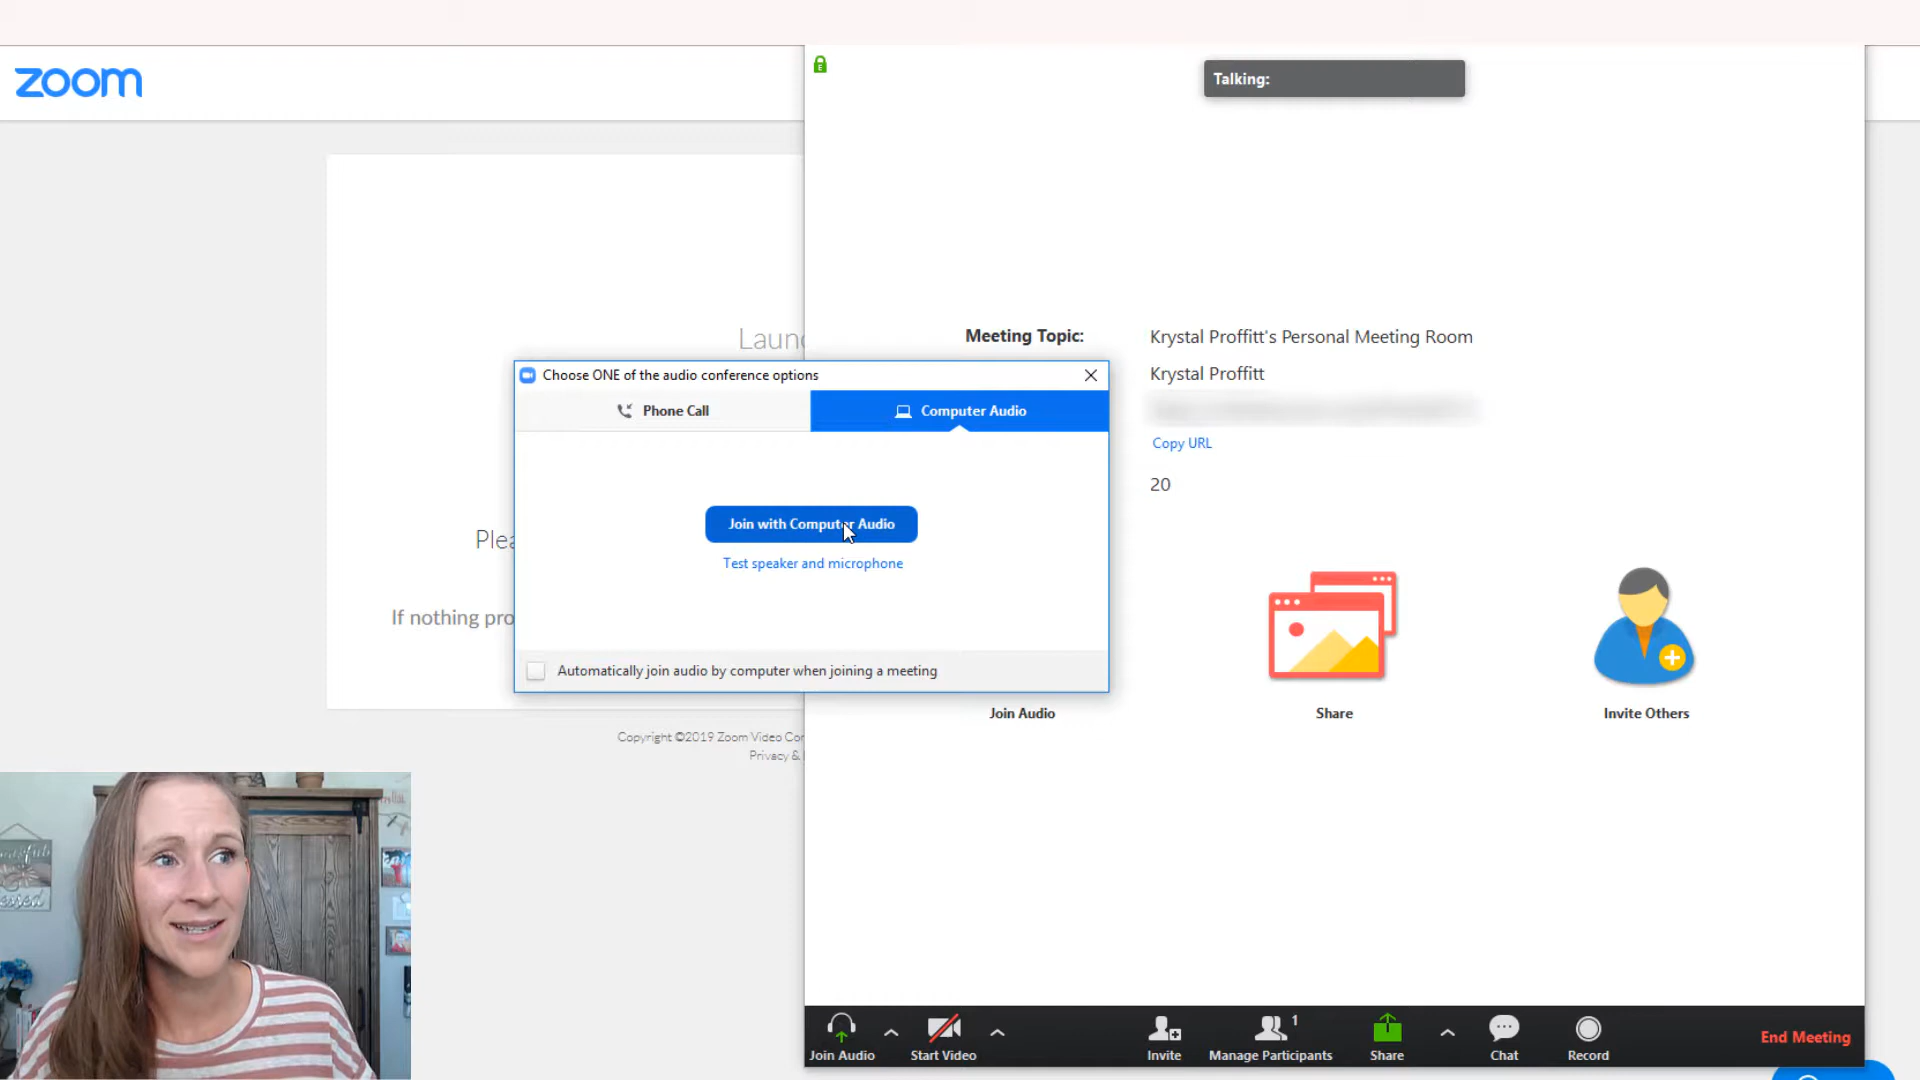 zoom
Talking:
Laun
Meeting Topic: Krystal Proffitt's Personal Meeting Room
Krystal Proffitt
Choose ONE of the audio conference options
Phone Call
Computer Audio
Copy URL
20
Join with Computer Audio
Plea
Test speaker and microphone
If nothing pro
Automatically join audio by computer when joining a meeting
Join Audio
Share
Invite Others
Copyright ©2019 Zoom Video Co
Privacy &
Join Audio
Start Video
Invite
Manage Participants
1
Share
Chat
Record
End Meeting